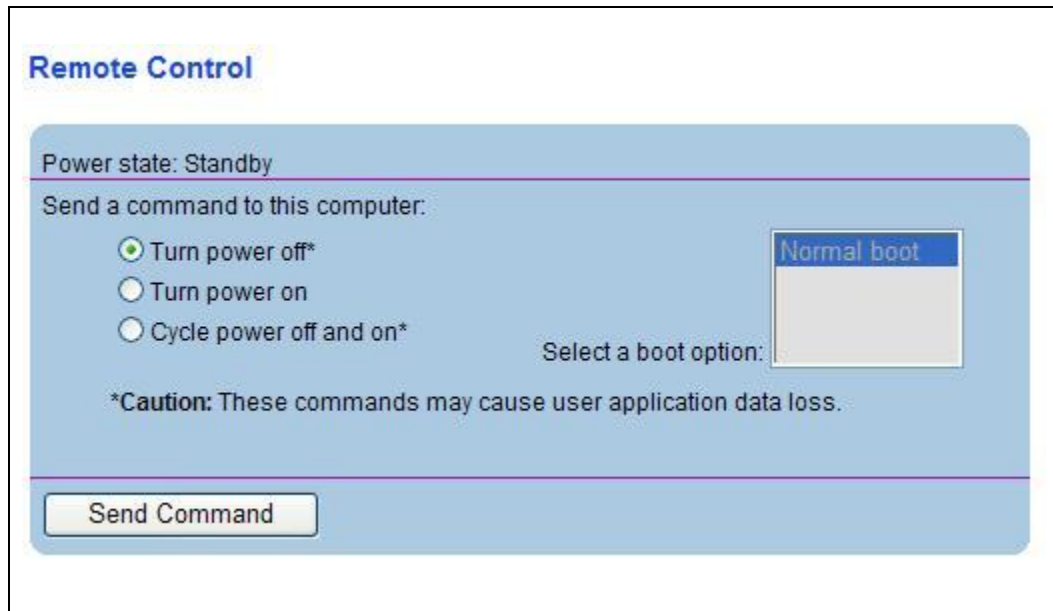 Remote Control
Power state: Standby
Send a command to this computer:
Turn power off*
Turn power on
Cycle power off and on*
Select a boot option:
Normal boot
*Caution: These commands may cause user application data loss.
Send Command